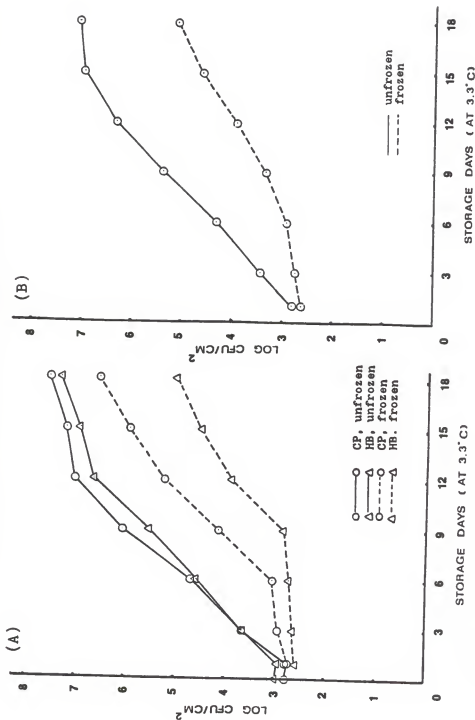 (A)
LOG CFU/CM²
8
7
6
5
4
3
2
1
0
3
6
9
12
15
18
STORAGE DAYS ( AT 3.3°C)
CP, unfrozen
HB, unfrozen
CP, frozen
HB. frozen
(B)
LOG CFU/CM²
8
7
6
5
4
3
2
1
0
3
6
9
12
15
18
STORAGE DAYS ( AT 3.3°C)
unfrozen
frozen